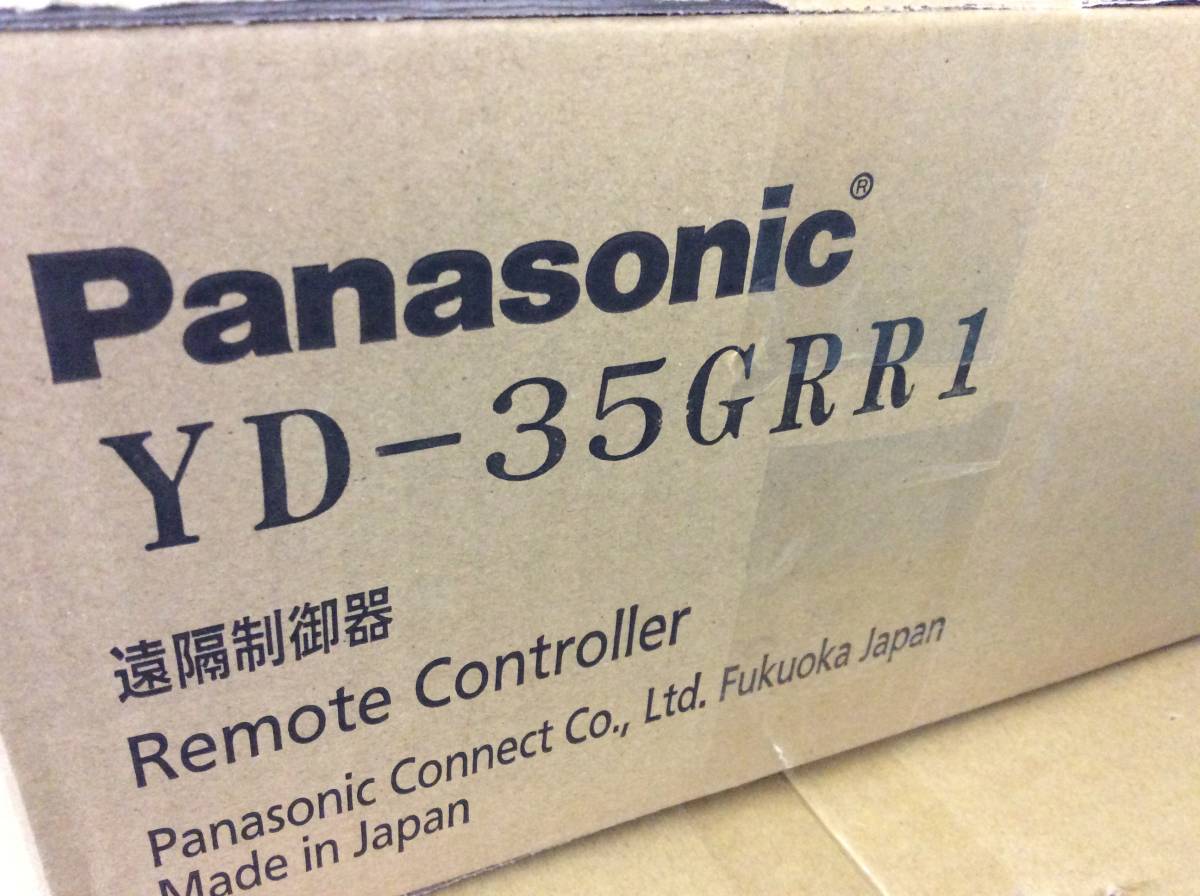 Panasonic®
YD-35GRR1
遠隔制御器
Remote Controller
Panasonic Connect Co., Ltd. Fukuoka Japan
Made in Japan